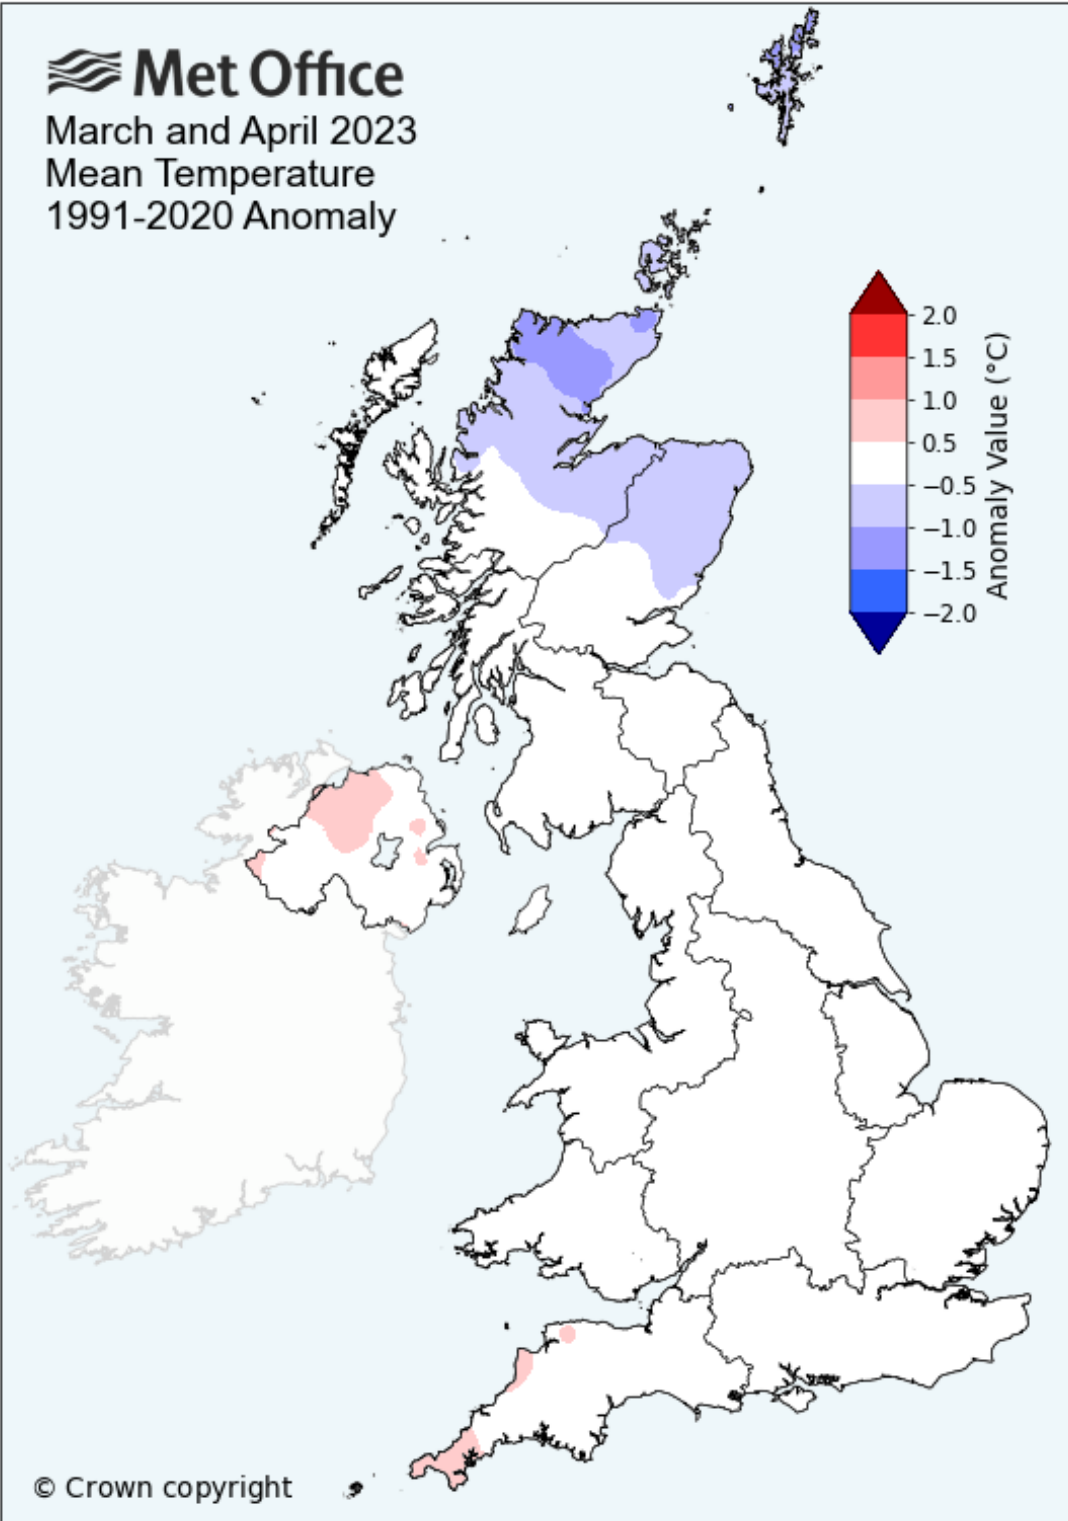 Met Office
March and April 2023
Mean Temperature
1991-2020 Anomaly
2.0
1.5
1.0
0.5
−0.5
−1.0
−1.5
−2.0
Anomaly Value (°C)
© Crown copyright